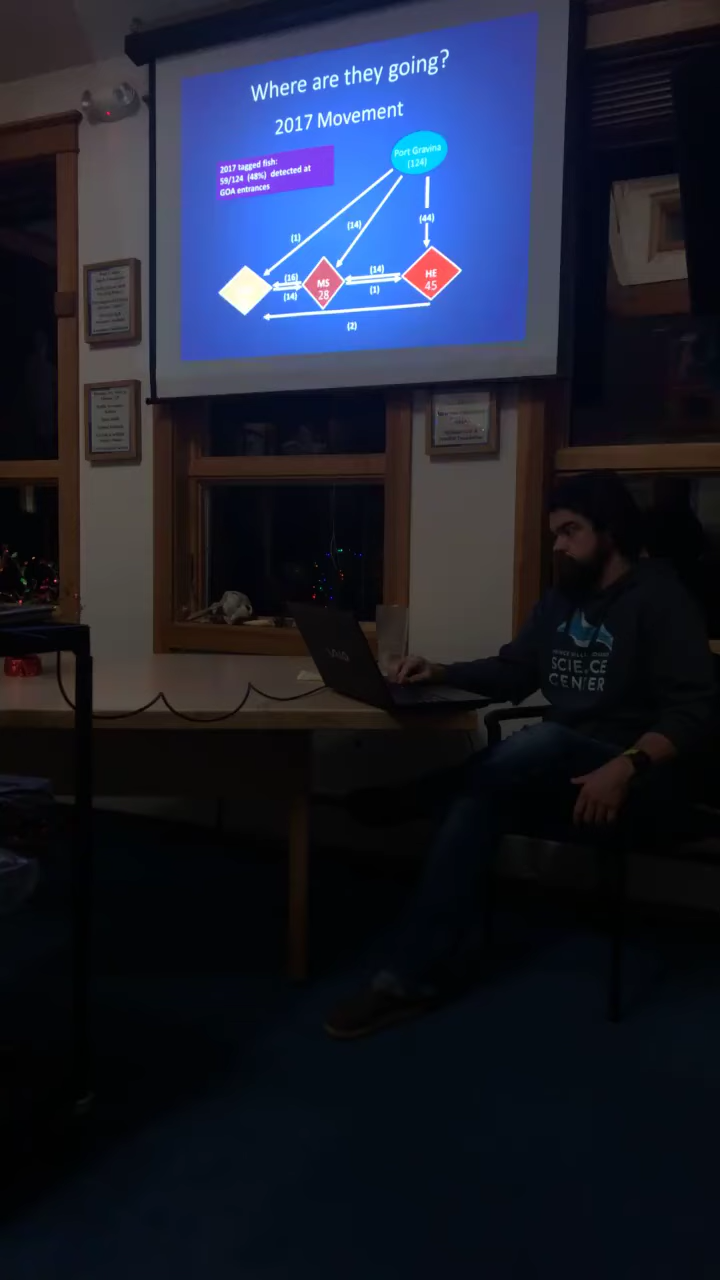 Where are they going?
2017 Movement
Port Gravina
(124)
2017 tagged fish:
59/124 (48%) detected at
GOA entrances
(1)
(14)
(44)
(16)
(14)
MS
28
(14)
(1)
HE
45
(2)
SCIENCE
CENTER